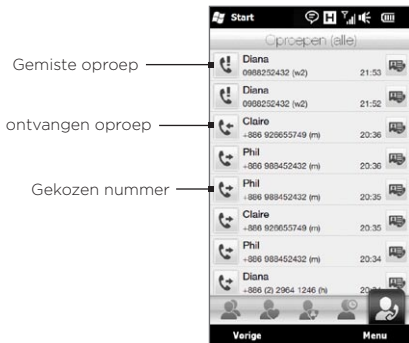 Start
Oproepen (alle)
Gemiste oproep
Diana
0988252432 (w2) 21:53
Diana
0988252432 (w2) 21:52
ontvangen oproep
Claire
+886 926655749 (m) 20:36
Phil
+886 988452432 (m) 20:36
Gekozen nummer
Phil
+886 988452432 (m) 20:35
Claire
+886 926655749 (m) 20:35
Phil
+886 988452432 (m) 20:34
Diana
+886 (2) 2964 1246 (h)
Vorige Menu